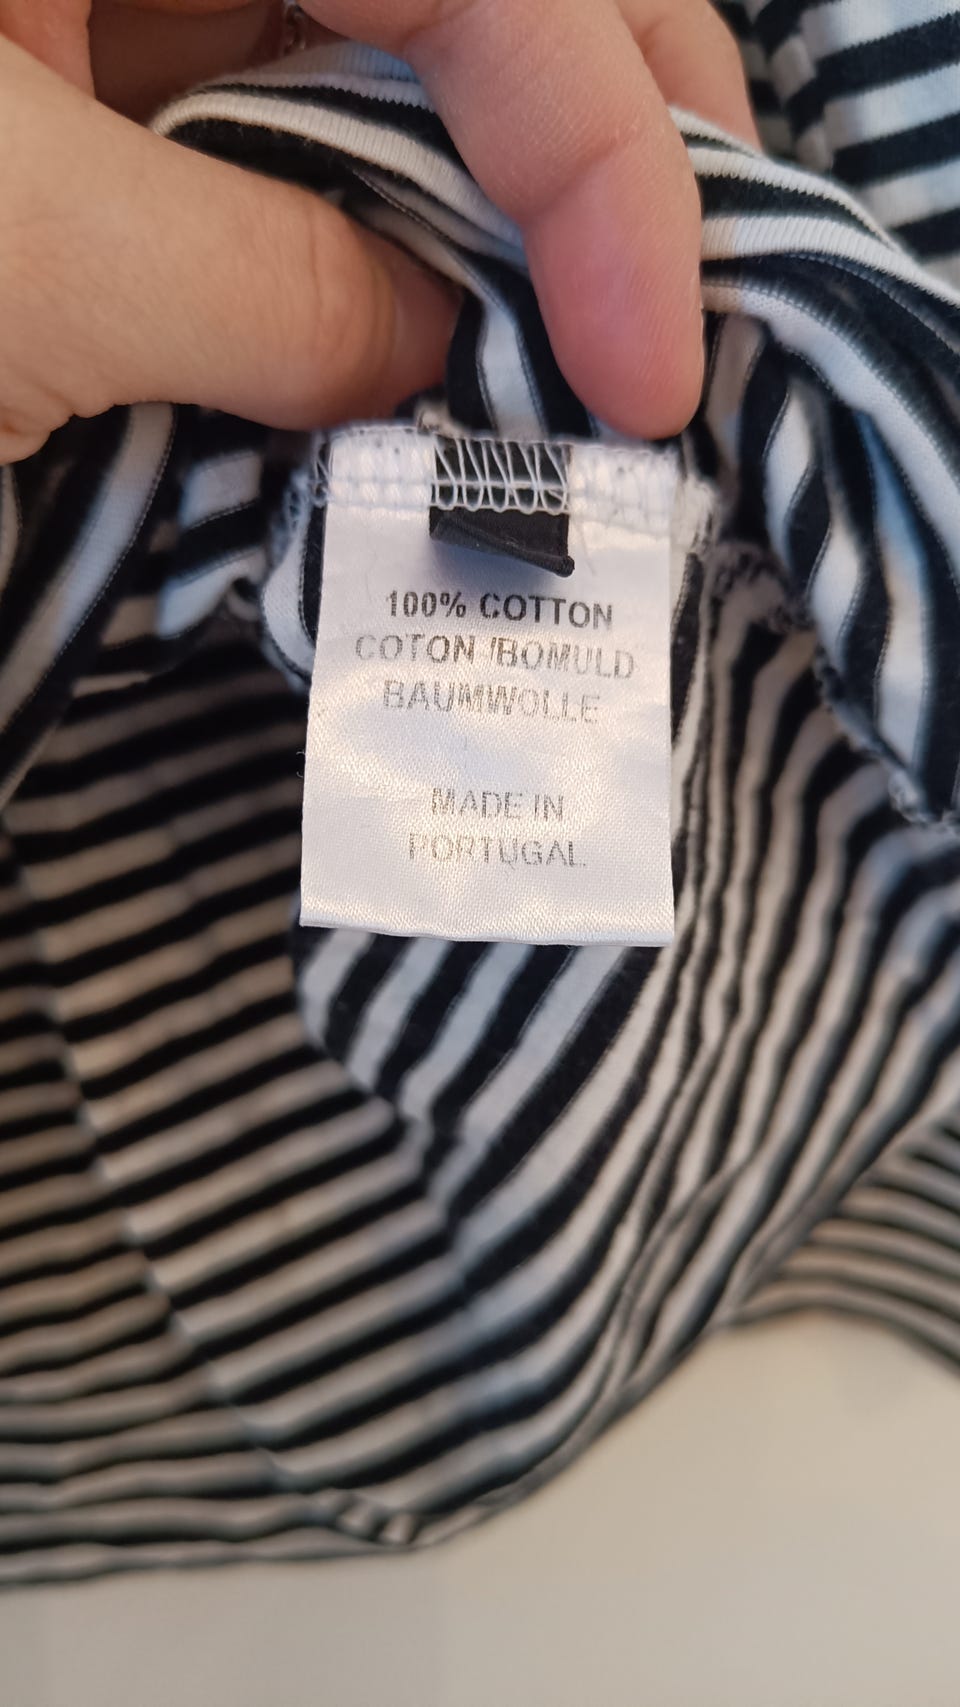 100% COTTON
COTON /BOMULD
BAUMWOLLE
MADE IN
PORTUGAL